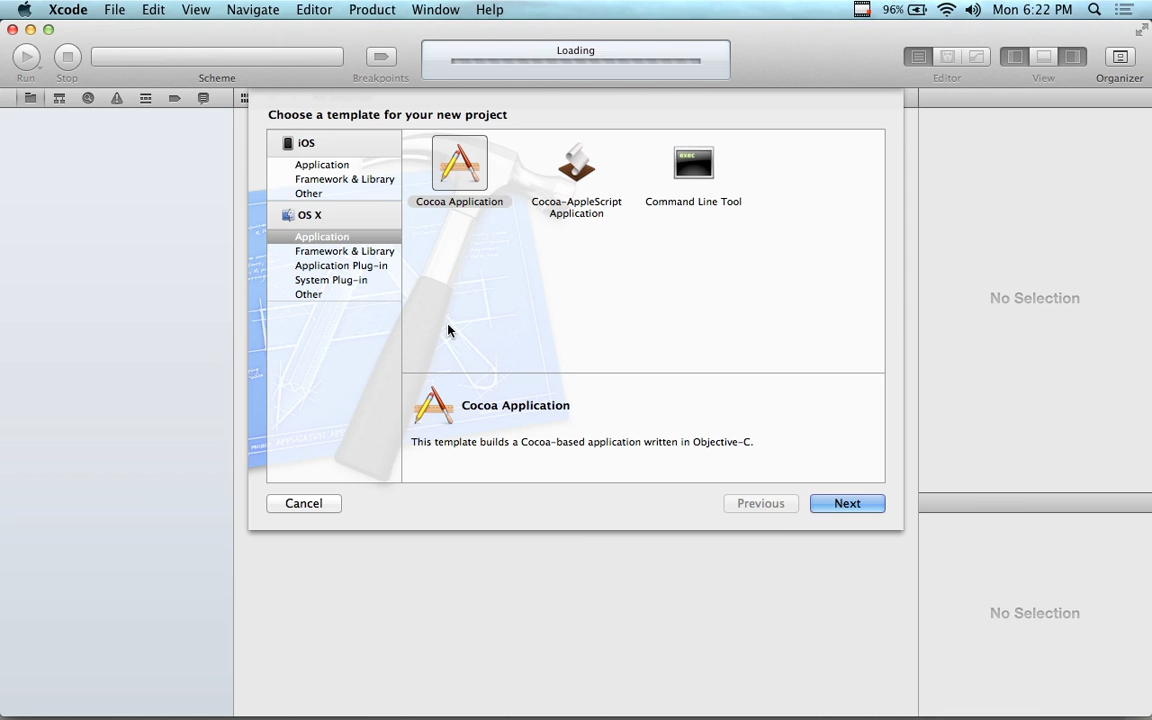 Xcode File Edit View Navigate Editor Product Window Help 96% Mon 6:22 PM
Loading
Run Stop Scheme Breakpoints Editor View Organizer
Choose a template for your new project
iOS
Application
Framework & Library
Other
OS X
Application
Framework & Library
Application Plug-in
System Plug-in
Other
Cocoa Application
Cocoa-AppleScript
Application
Command Line Tool
exec
Cocoa Application
This template builds a Cocoa-based application written in Objective-C.
Cancel Previous Next
No Selection
No Selection